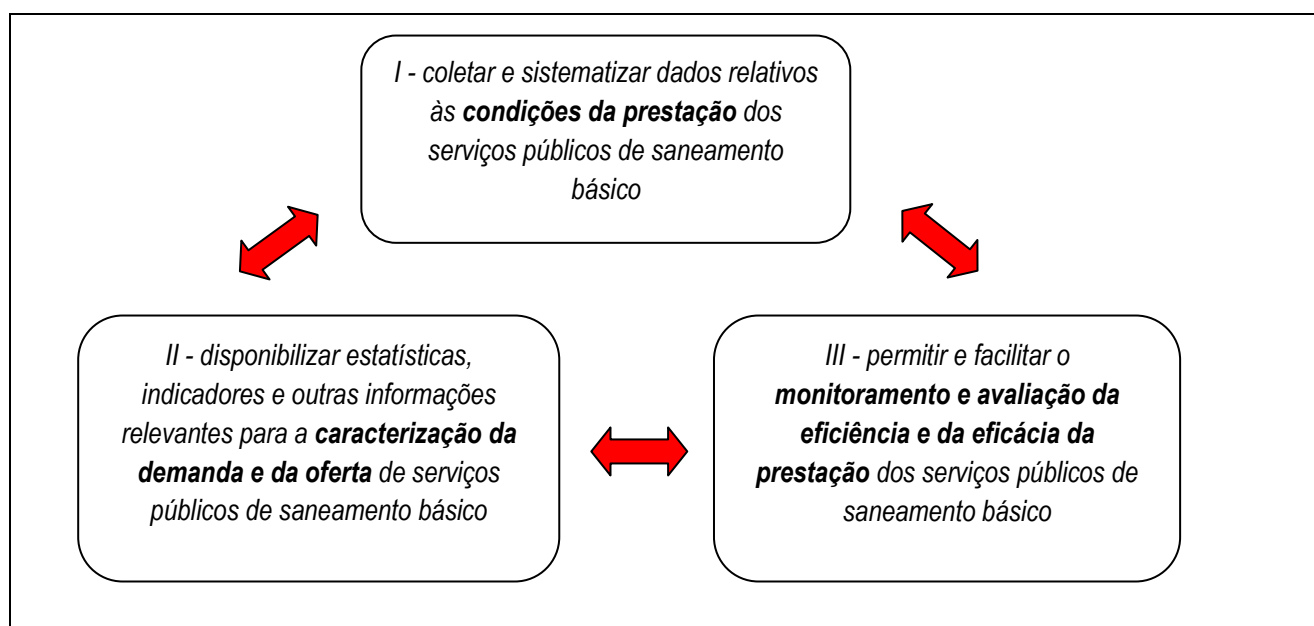 I - coletar e sistematizar dados relativos
às condições da prestação dos
serviços públicos de saneamento
básico
II - disponibilizar estatísticas,
indicadores e outras informações
relevantes para a caracterização da
demanda e da oferta de serviços
públicos de saneamento básico
III - permitir e facilitar o
monitoramento e avaliação da
eficiência e da eficácia da
prestação dos serviços públicos de
saneamento básico